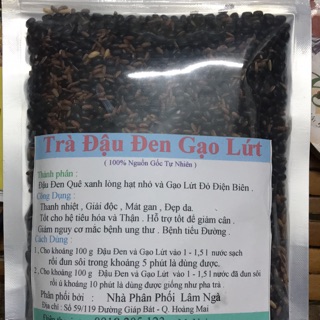 Trà Đậu Đen Gạo Lứt
( 100% Nguồn Gốc Tự Nhiên )
Thành phần :
Đậu Đen Quê xanh lòng hạt nhỏ và Gạo Lứt Đỏ Điện Biên .
Công Dụng :
Thanh nhiệt , Giải độc , Mát gan , Đẹp da.
Tốt cho hệ tiêu hóa và Thận . Hỗ trợ tốt để giảm cân .
Giảm nguy cơ mắc bệnh ung thư . Bệnh tiểu Đường .
Cách Dùng :
1 . Cho khoảng 100 g Đậu Đen và Gạo Lứt vào 1 - 1,5 l nước sạch
rồi đun sôi trong khoảng 5 phút là dùng được.
2 . Cho khoảng 100 g Đậu Đen và Gạo Lứt vào 1 - 1,5 l nước đã đun sôi
rồi ủ khoảng 10 phút là dùng được giống như pha trà .
Phân phối bởi : Nhà Phân Phối Lâm Ngà
Địa chỉ : Số 59/119 Đường Giáp Bát - Q. Hoàng Mai